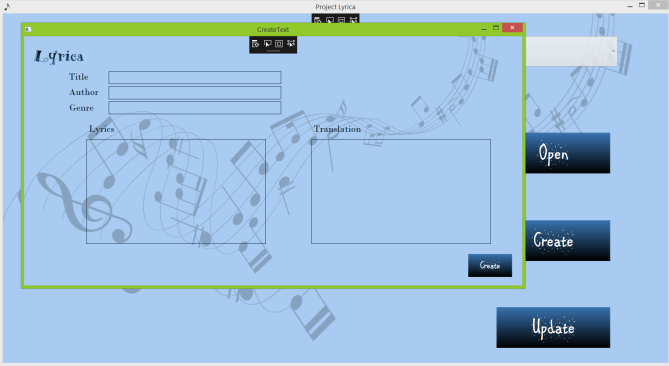 Project Lyrica
CreateText
Lyrica
Title
Author
Genre
Lyrics
Translation
Create
Open
Create
Update